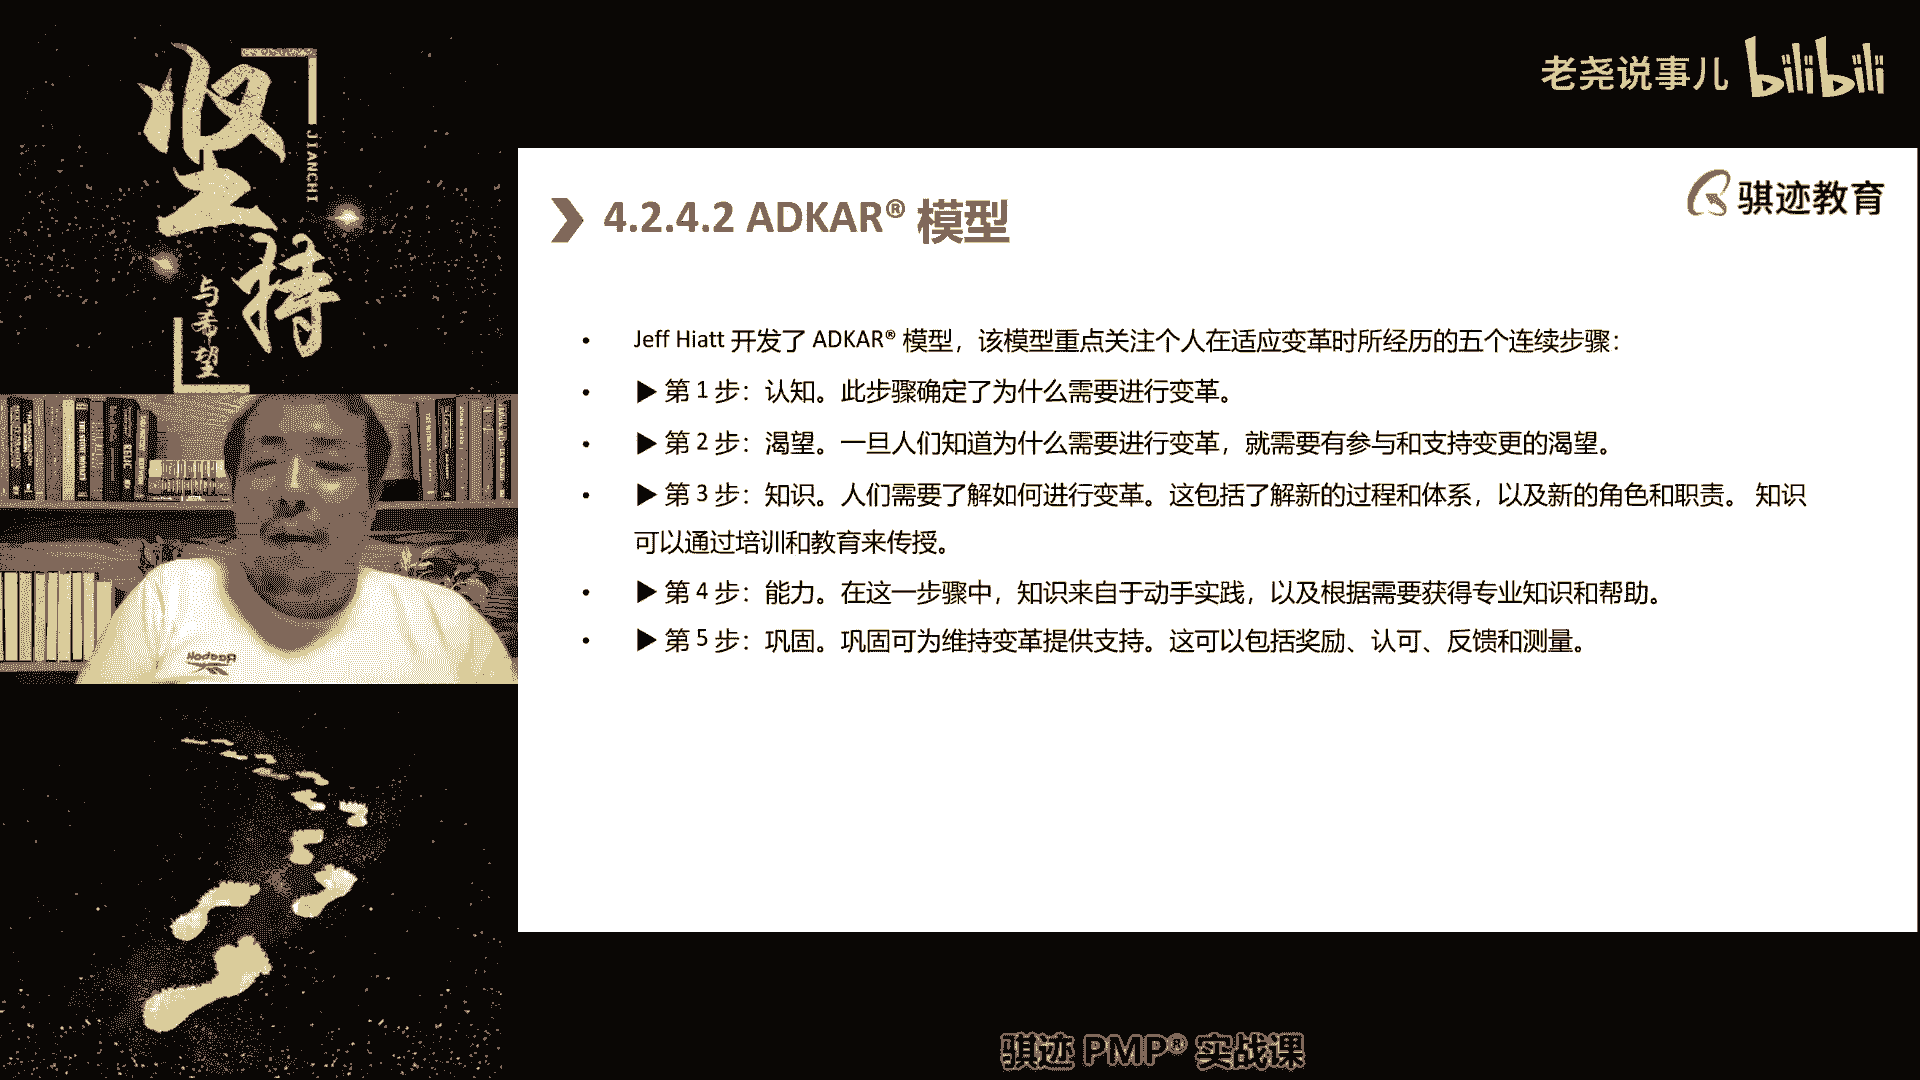 坚持
JIANCHI
与希望
老尧说事儿 bilibili
骐迹教育
4.2.4.2 ADKAR® 模型
• Jeff Hiatt 开发了 ADKAR® 模型，该模型重点关注个人在适应变革时所经历的五个连续步骤：
• ▶ 第 1 步：认知。此步骤确定了为什么需要进行变革。
• ▶ 第 2 步：渴望。一旦人们知道为什么需要进行变革，就需要有参与和支持变更的渴望。
• ▶ 第 3 步：知识。人们需要了解如何进行变革。这包括了解新的过程和体系，以及新的角色和职责。 知识
可以通过培训和教育来传授。
• ▶ 第 4 步：能力。在这一步骤中，知识来自于动手实践，以及根据需要获得专业知识和帮助。
• ▶ 第 5 步：巩固。巩固可为维持变革提供支持。这可以包括奖励、认可、反馈和测量。
骐迹 PMP® 实战课